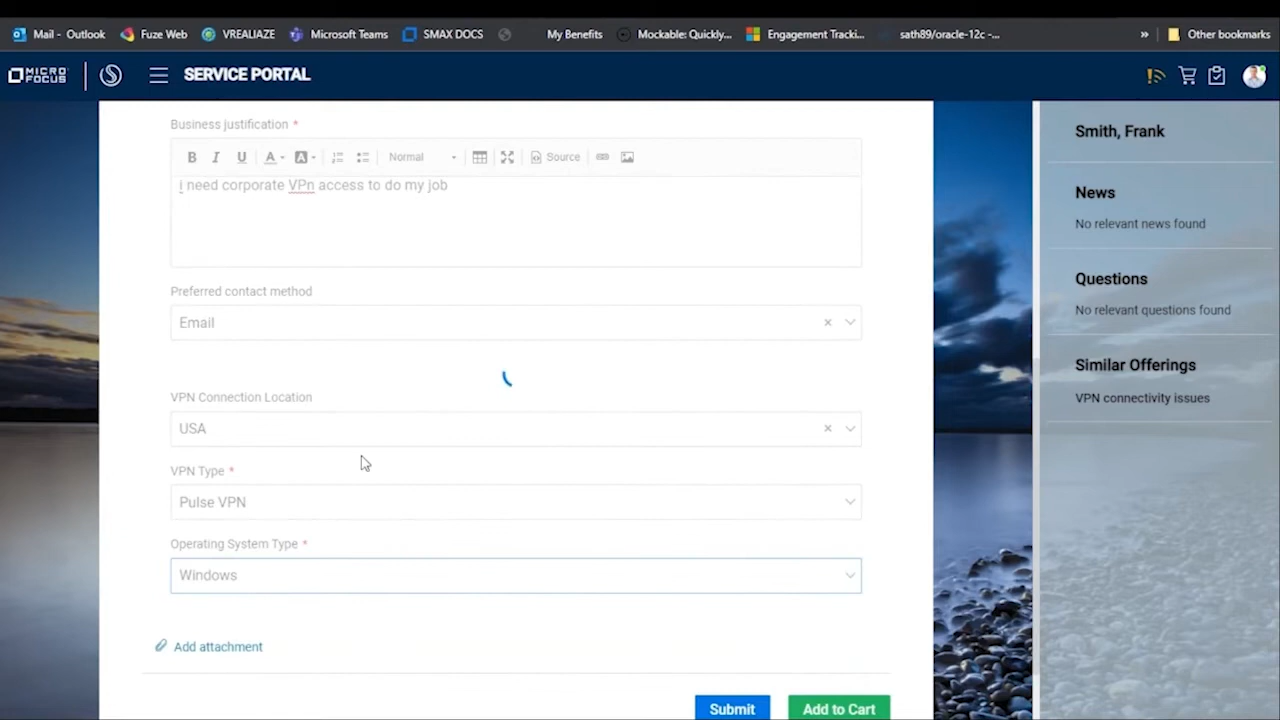 Mail - Outlook Fuze Web VREALIAZE Microsoft Teams SMAX DOCS My Benefits Mockable: Quickly... Engagement Tracki... sath89/oracle-12c -... » Other bookmarks
MICRO FOCUS SERVICE PORTAL
Business justification *
B I U A A Normal Source
i need corporate VPn access to do my job
Preferred contact method
Email
VPN Connection Location
USA
VPN Type *
Pulse VPN
Operating System Type *
Windows
Add attachment
Submit Add to Cart
Smith, Frank
News
No relevant news found
Questions
No relevant questions found
Similar Offerings
VPN connectivity issues